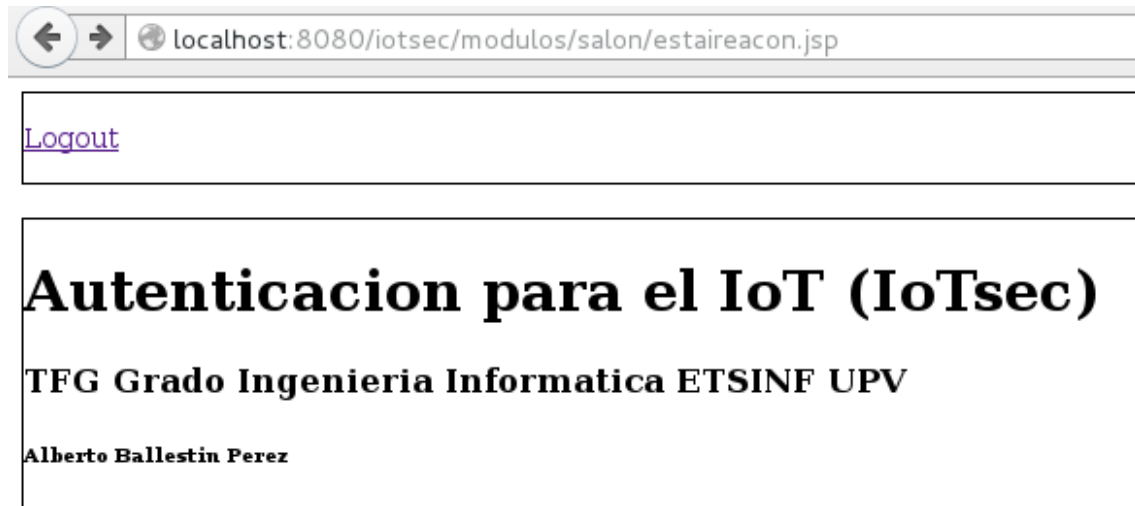 localhost:8080/iotsec/modulos/salon/estaireacon.jsp
Logout
Autenticacion para el IoT (IoTsec)
TFG Grado Ingenieria Informatica ETSINF UPV
Alberto Ballestin Perez